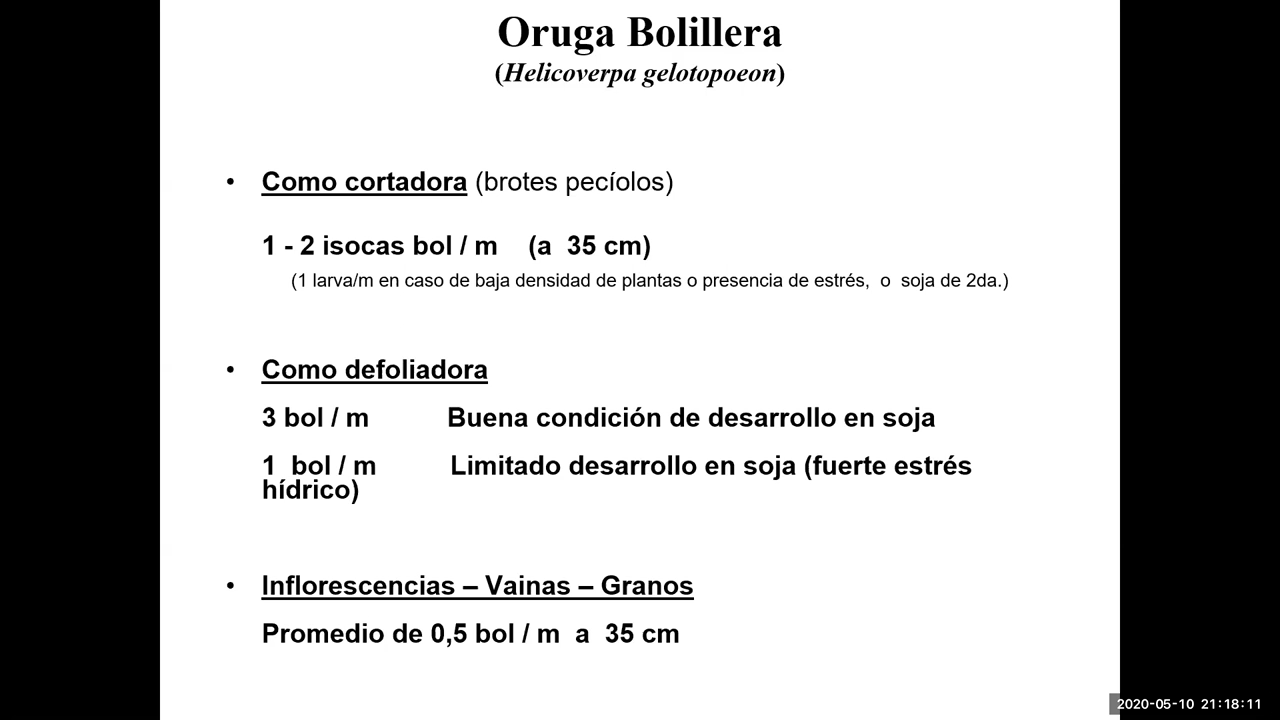 Oruga Bolillera
(Helicoverpa gelotopoeon)
• Como cortadora (brotes pecíolos)
1 - 2 isocas bol / m (a 35 cm)
(1 larva/m en caso de baja densidad de plantas o presencia de estrés, o soja de 2da.)
• Como defoliadora
3 bol / m Buena condición de desarrollo en soja
1 bol / m Limitado desarrollo en soja (fuerte estrés
hídrico)
• Inflorescencias – Vainas – Granos
Promedio de 0,5 bol / m a 35 cm
2020-05-10 21:18:11